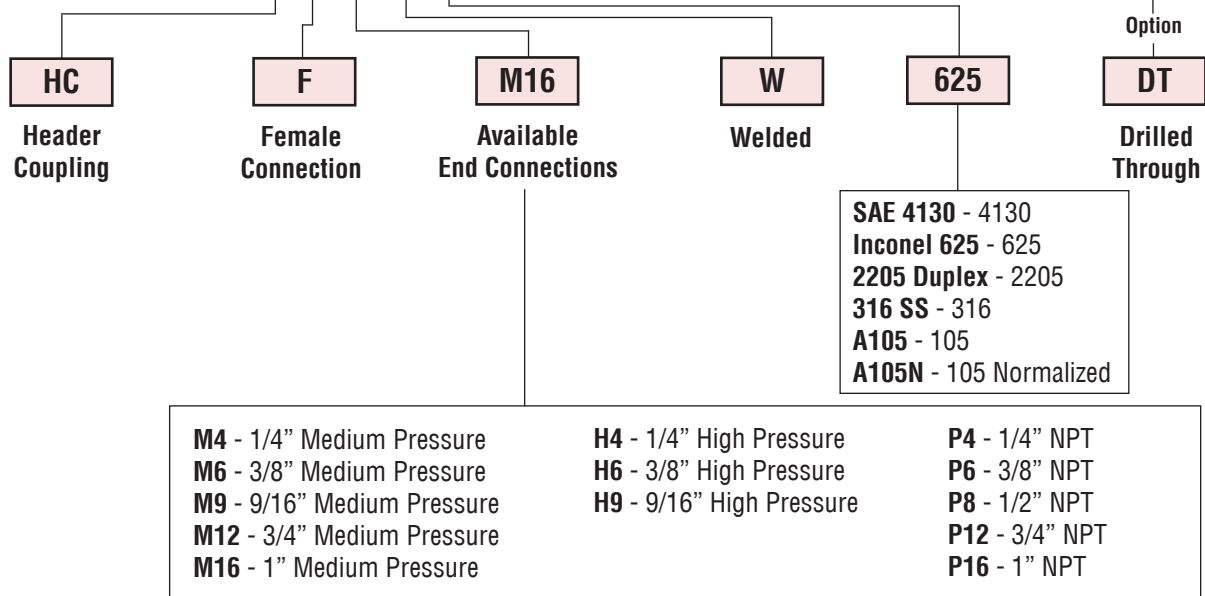 Option
HC
F
M16
W
625
DT
Header
Coupling
Female
Connection
Available
End Connections
Welded
Drilled
Through
SAE 4130 - 4130
Inconel 625 - 625
2205 Duplex - 2205
316 SS - 316
A105 - 105
A105N - 105 Normalized
M4 - 1/4” Medium Pressure
M6 - 3/8” Medium Pressure
M9 - 9/16” Medium Pressure
M12 - 3/4” Medium Pressure
M16 - 1” Medium Pressure
H4 - 1/4” High Pressure
H6 - 3/8” High Pressure
H9 - 9/16” High Pressure
P4 - 1/4” NPT
P6 - 3/8” NPT
P8 - 1/2” NPT
P12 - 3/4” NPT
P16 - 1” NPT